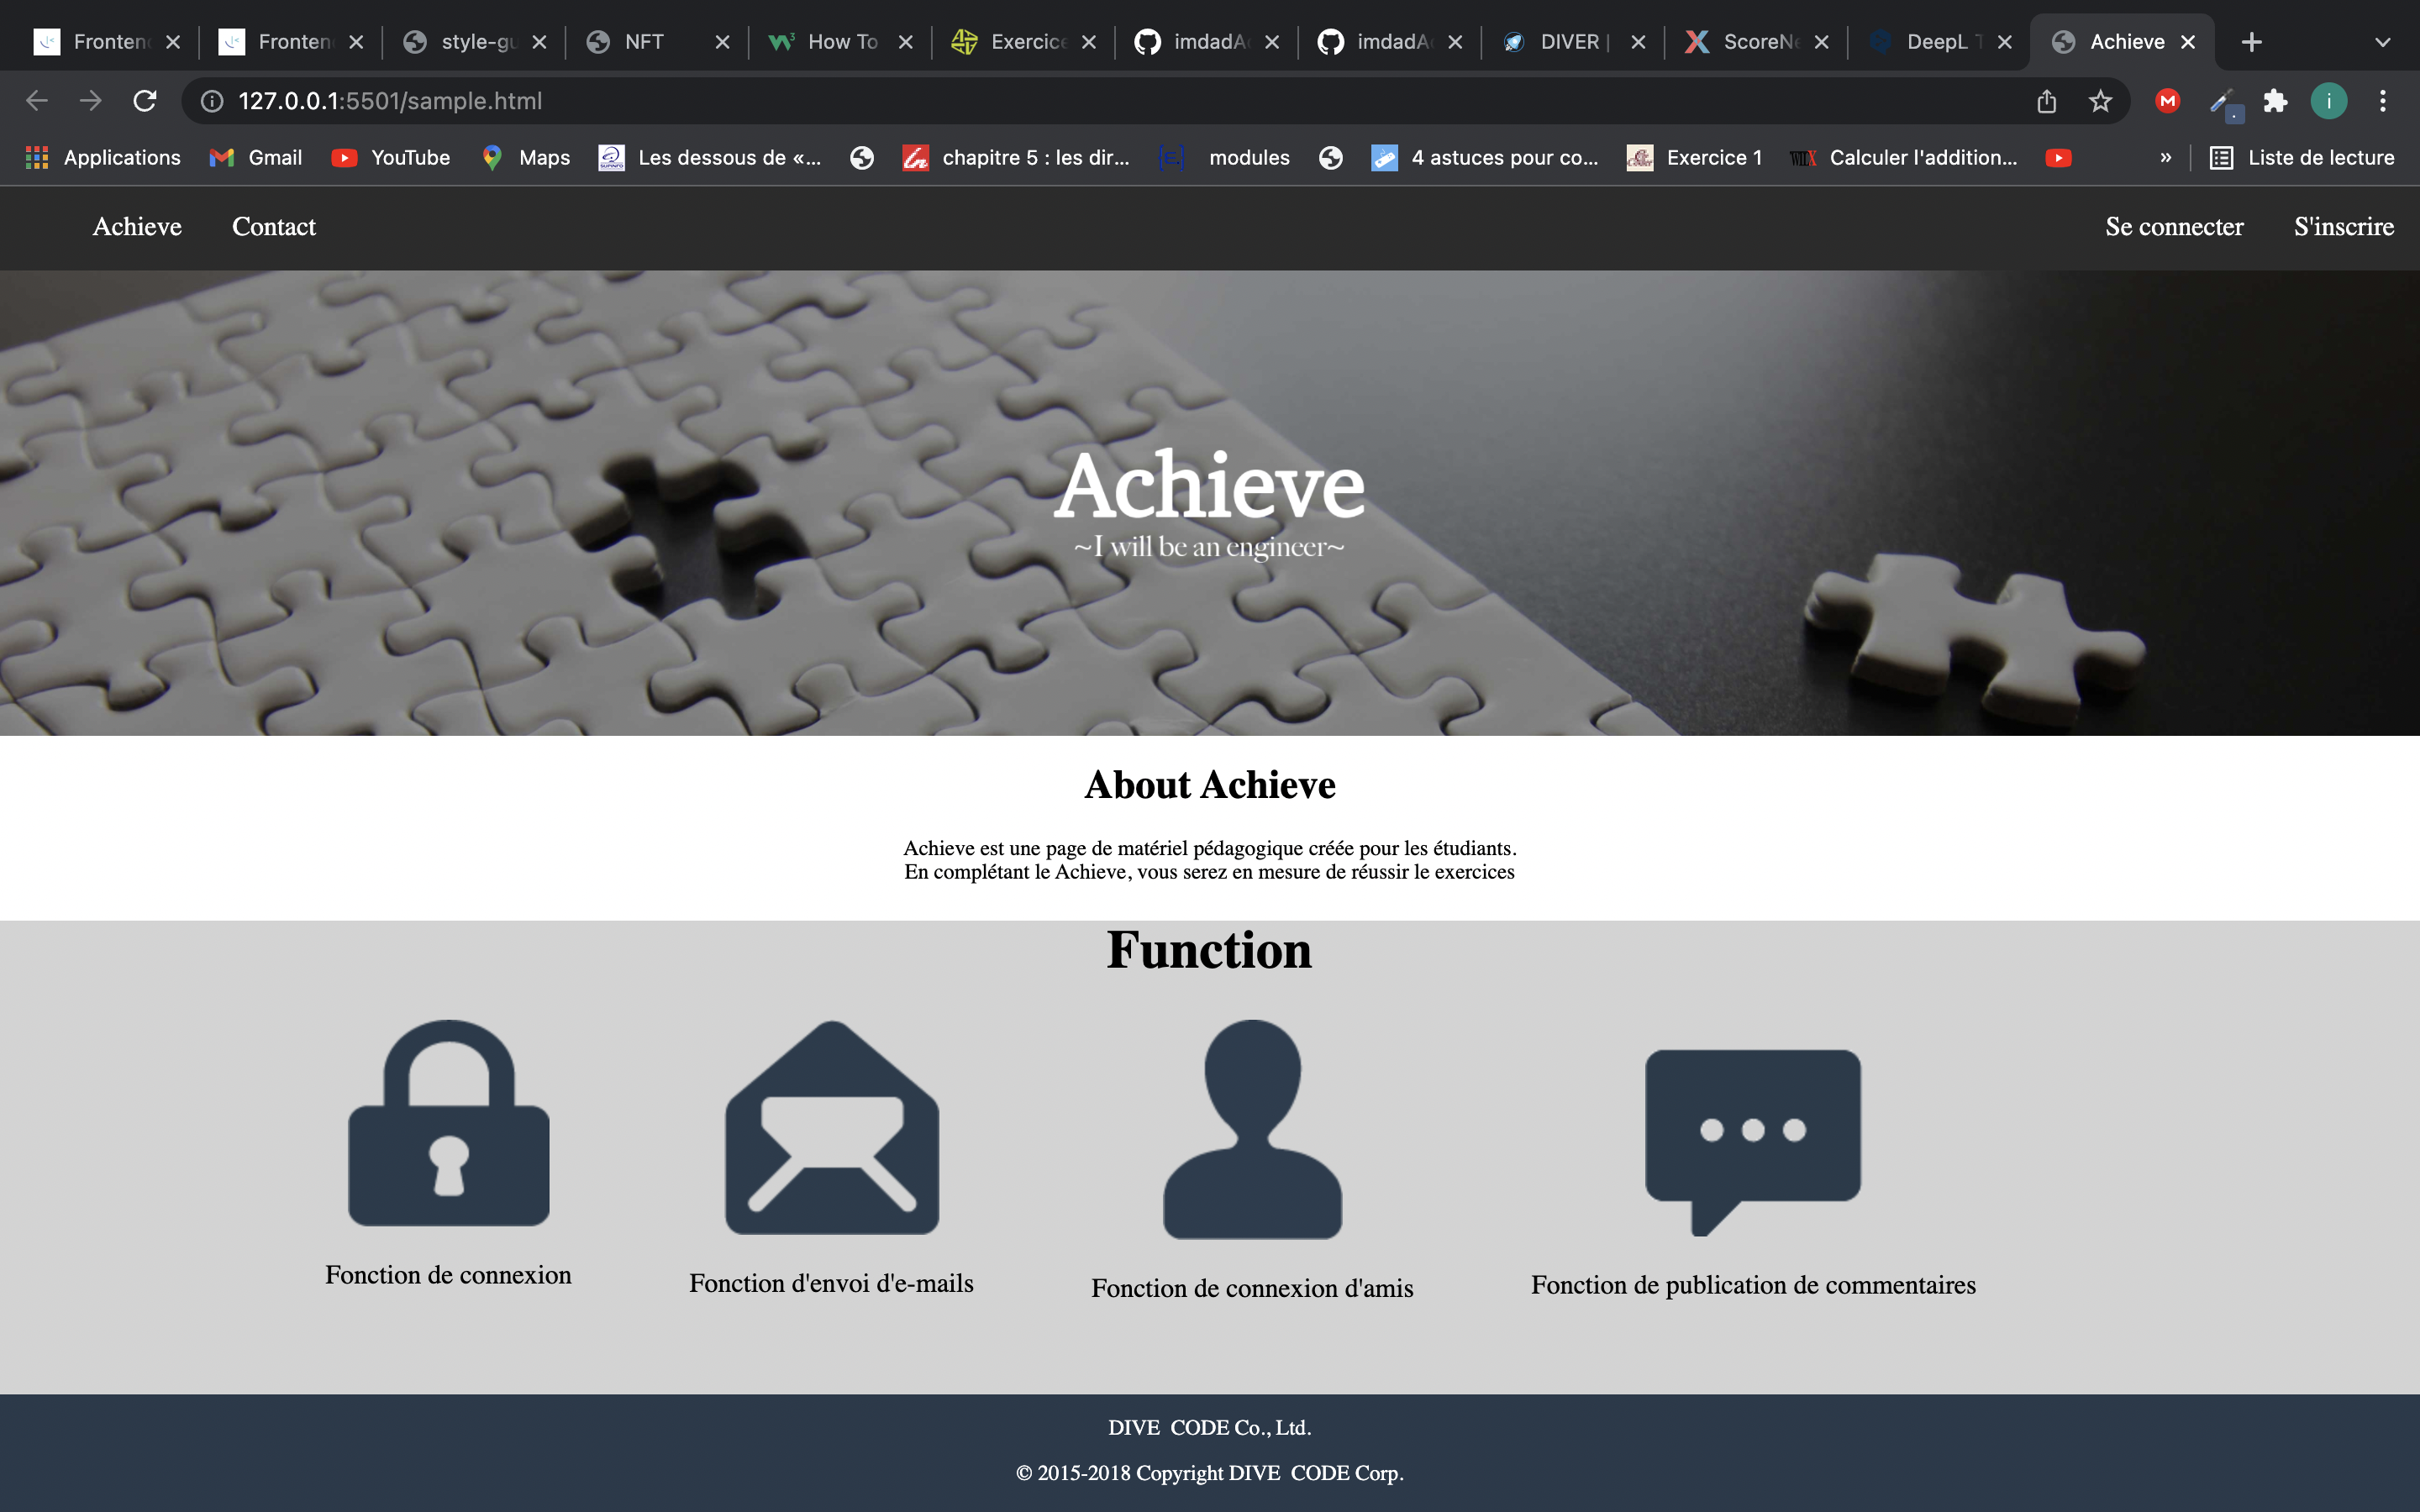 Frontend
Frontend
style-gu
NFT
How To
Exercice
imdadA
imdadA
DIVER |
ScoreNe
DeepL T
Achieve
127.0.0.1:5501/sample.html
i
Applications
Gmail
YouTube
Maps
Les dessous de «...
chapitre 5 : les dir...
modules
4 astuces pour co...
Exercice 1
Calculer l'addition...
»
Liste de lecture
Achieve
Contact
Se connecter
S'inscrire
Achieve
~I will be an engineer~
About Achieve
Achieve est une page de matériel pédagogique créée pour les étudiants.
En complétant le Achieve, vous serez en mesure de réussir le exercices
Function
Fonction de connexion
Fonction d'envoi d'e-mails
Fonction de connexion d'amis
Fonction de publication de commentaires
DIVE CODE Co., Ltd.
© 2015-2018 Copyright DIVE CODE Corp.